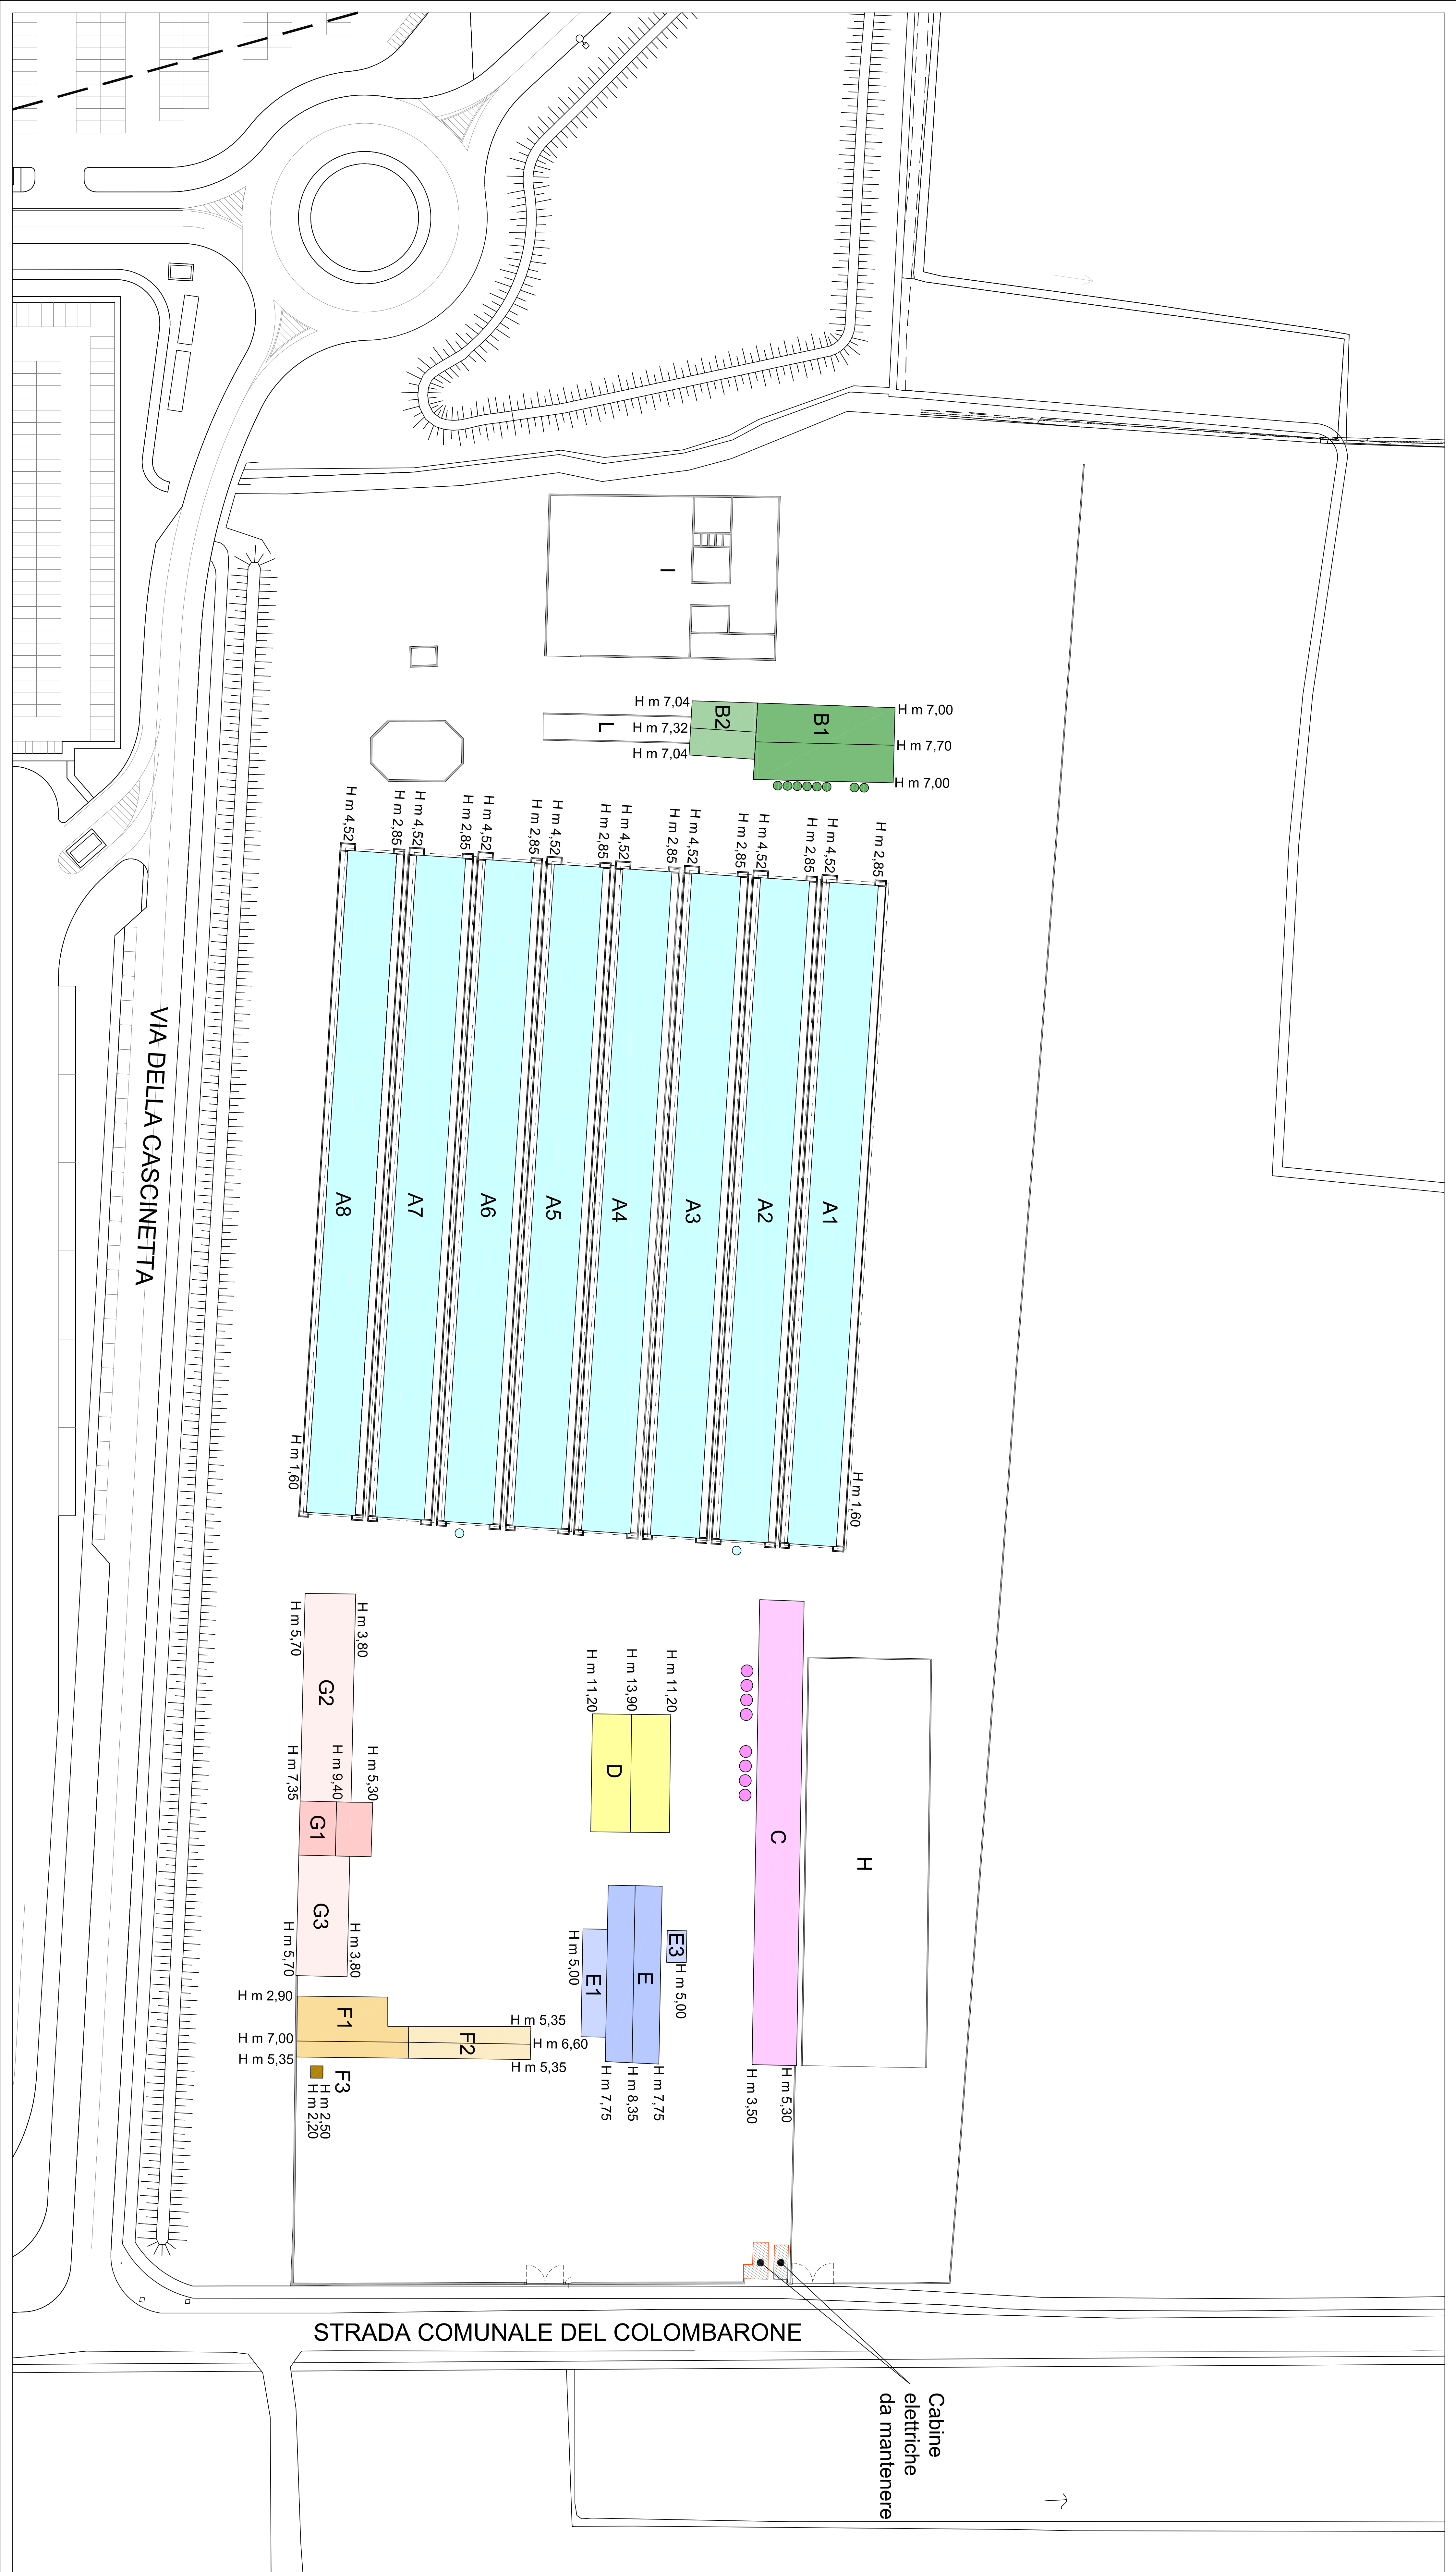 I
H m 7,04
H m 7,32
H m 7,04
L
B2
B1
H m 7,00
H m 7,70
H m 7,00
H m 4,52
H m 2,85
H m 4,52
H m 2,85
H m 4,52
H m 2,85
H m 4,52
H m 2,85
H m 4,52
H m 2,85
H m 4,52
H m 2,85
H m 4,52
H m 2,85
H m 4,52
H m 2,85
VIA DELLA CASCINETTA
A8
A7
A6
A5
A4
A3
A2
A1
H m 1,60
H m 1,60
H m 5,70
H m 3,80
G2
H m 7,35
H m 9,40
H m 5,30
G1
G3
H m 5,70
H m 3,80
H m 11,20
H m 13,90
H m 11,20
D
C
H
H m 5,00
E1
E
E3
H m 5,00
H m 7,75
H m 8,35
H m 7,75
H m 3,50
H m 5,30
H m 2,90
H m 7,00
H m 5,35
F1
F2
H m 5,35
H m 6,60
H m 5,35
F3
H m 2,50
H m 2,20
STRADA COMUNALE DEL COLOMBARONE
Cabine
elettriche
da mantenere